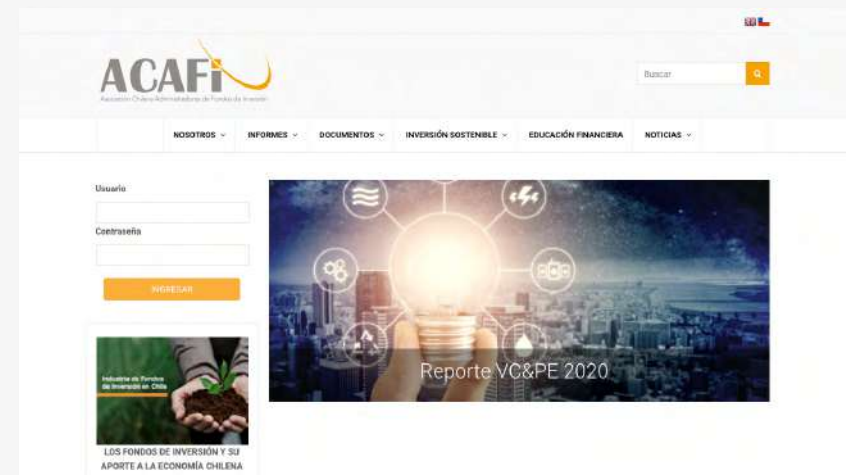 ACAFi
Asociación Chilena Administradoras de Fondos de Inversión
Buscar
NOSOTROS INFORMES DOCUMENTOS INVERSIÓN SOSTENIBLE EDUCACIÓN FINANCIERA NOTICIAS
Usuario
Contraseña
INGRESAR
Reporte VC&PE 2020
Industria de Fondos
de Inversión en Chile
LOS FONDOS DE INVERSIÓN Y SU
APORTE A LA ECONOMÍA CHILENA